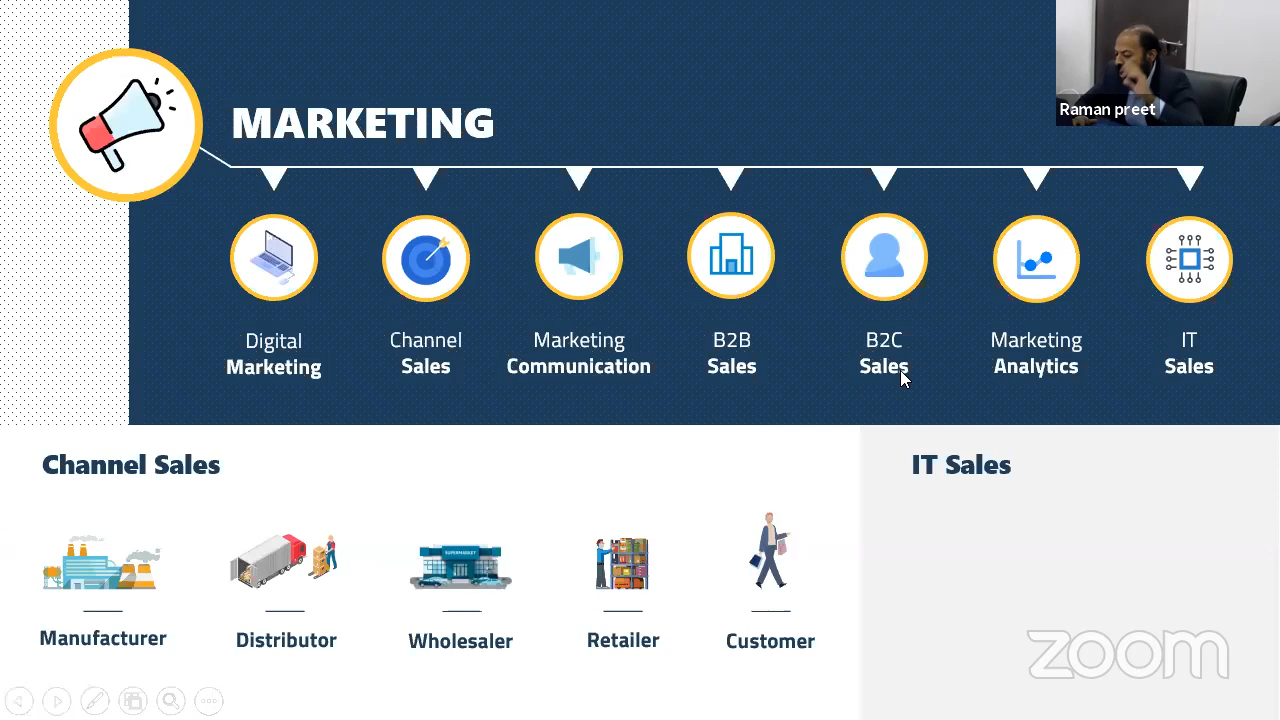 MARKETING
Raman preet
Digital
Marketing
Channel
Sales
Marketing
Communication
B2B
Sales
B2C
Sales
Marketing
Analytics
IT
Sales
Channel Sales
IT Sales
SUPERMARKET
Manufacturer
Distributor
Wholesaler
Retailer
Customer
zoom